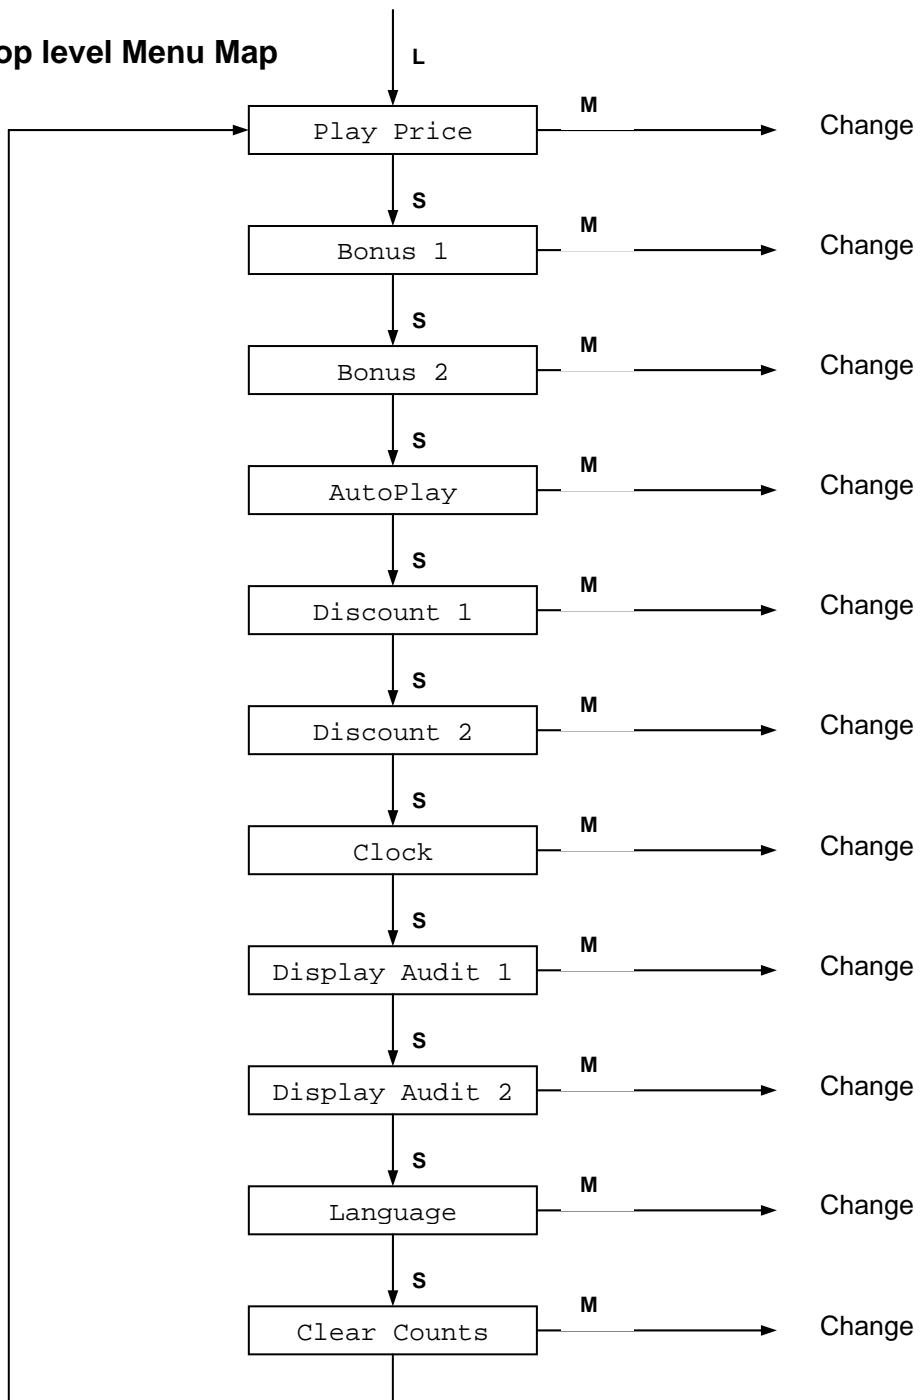 op level Menu Map
L
M
Play Price
Change
S
M
Bonus 1
Change
S
M
Bonus 2
Change
S
M
AutoPlay
Change
S
M
Discount 1
Change
S
M
Discount 2
Change
S
M
Clock
Change
S
M
Display Audit 1
Change
S
M
Display Audit 2
Change
S
M
Language
Change
S
M
Clear Counts
Change